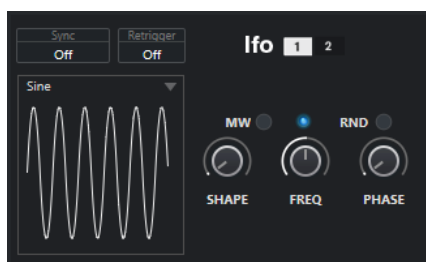 Sync
Retrigger
Off
Off
lfo
1
2
Sine
MW
RND
SHAPE
FREQ
PHASE